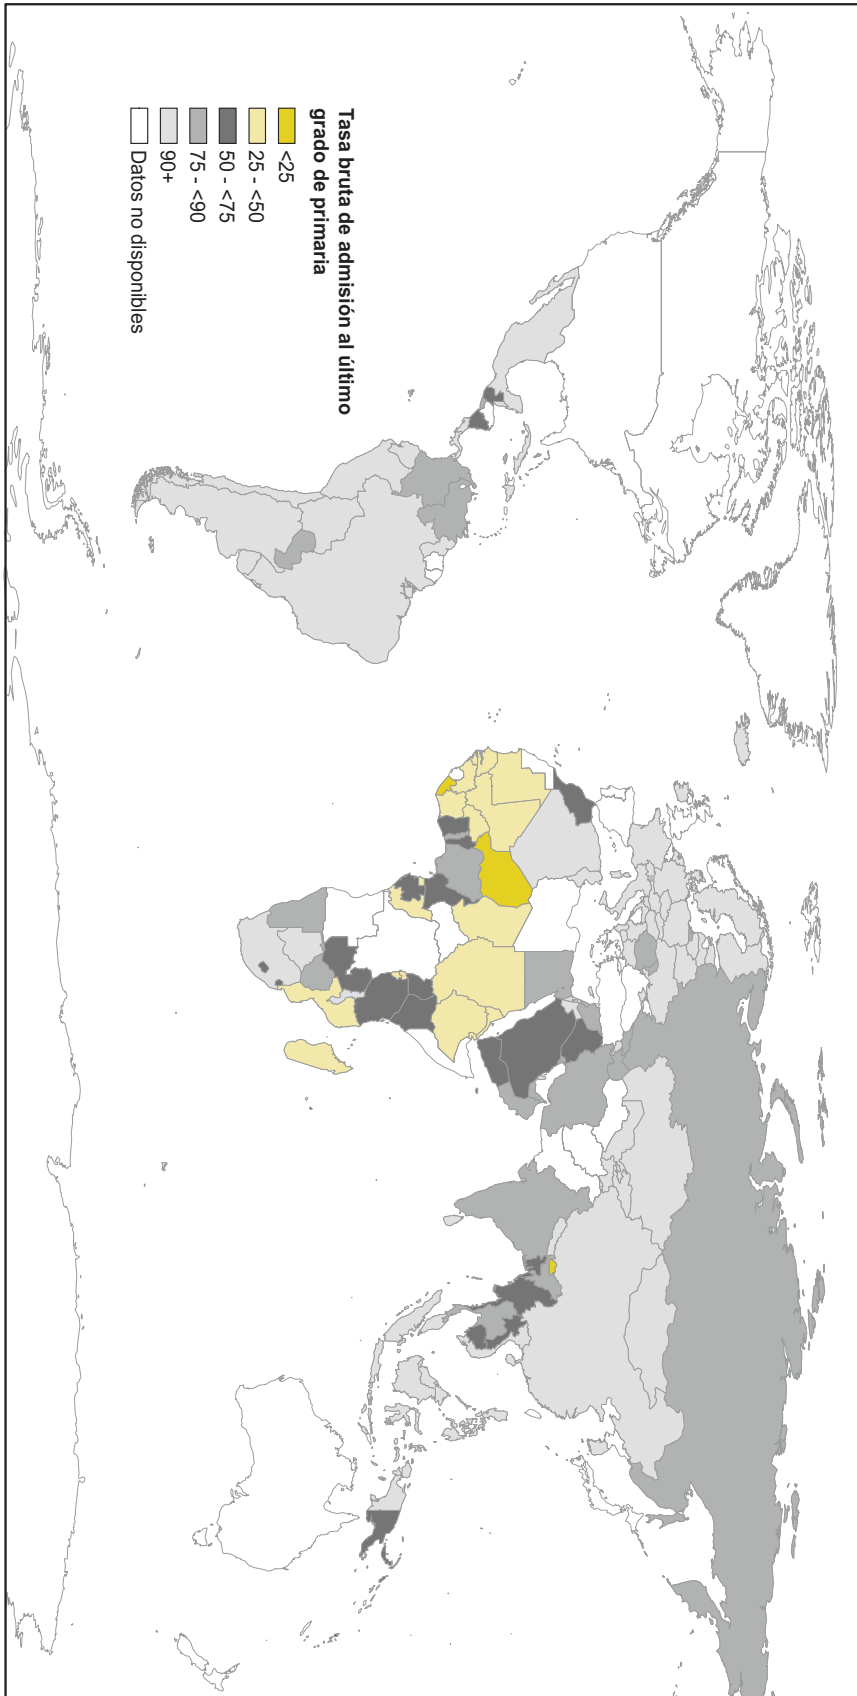 Tasa bruta de admisión al último
grado de primaria
<25
25 - <50
50 - <75
75 - <90
90+
Datos no disponibles